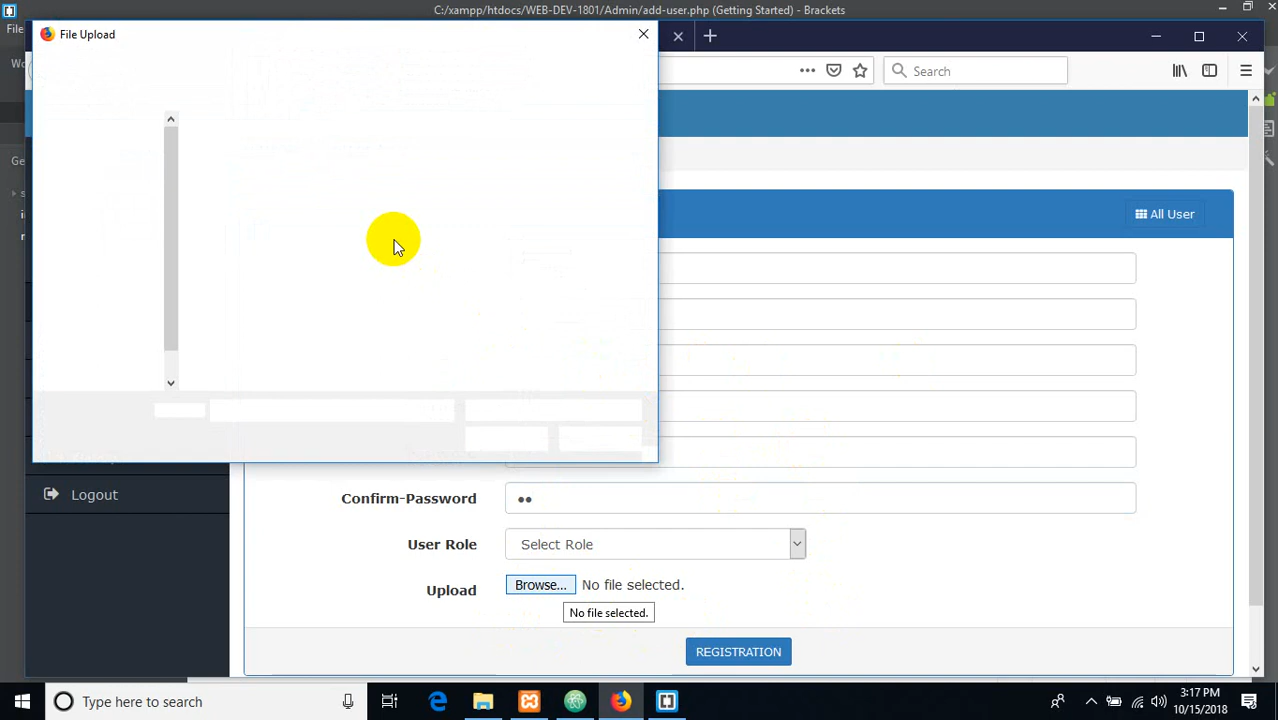 C:/xampp/htdocs/WEB-DEV-1801/Admin/add-user.php (Getting Started) - Brackets
File
File Upload
Search
All User
Confirm-Password ••
User Role Select Role
Upload Browse... No file selected.
No file selected.
Logout
REGISTRATION
Type here to search
3:17 PM
10/15/2018